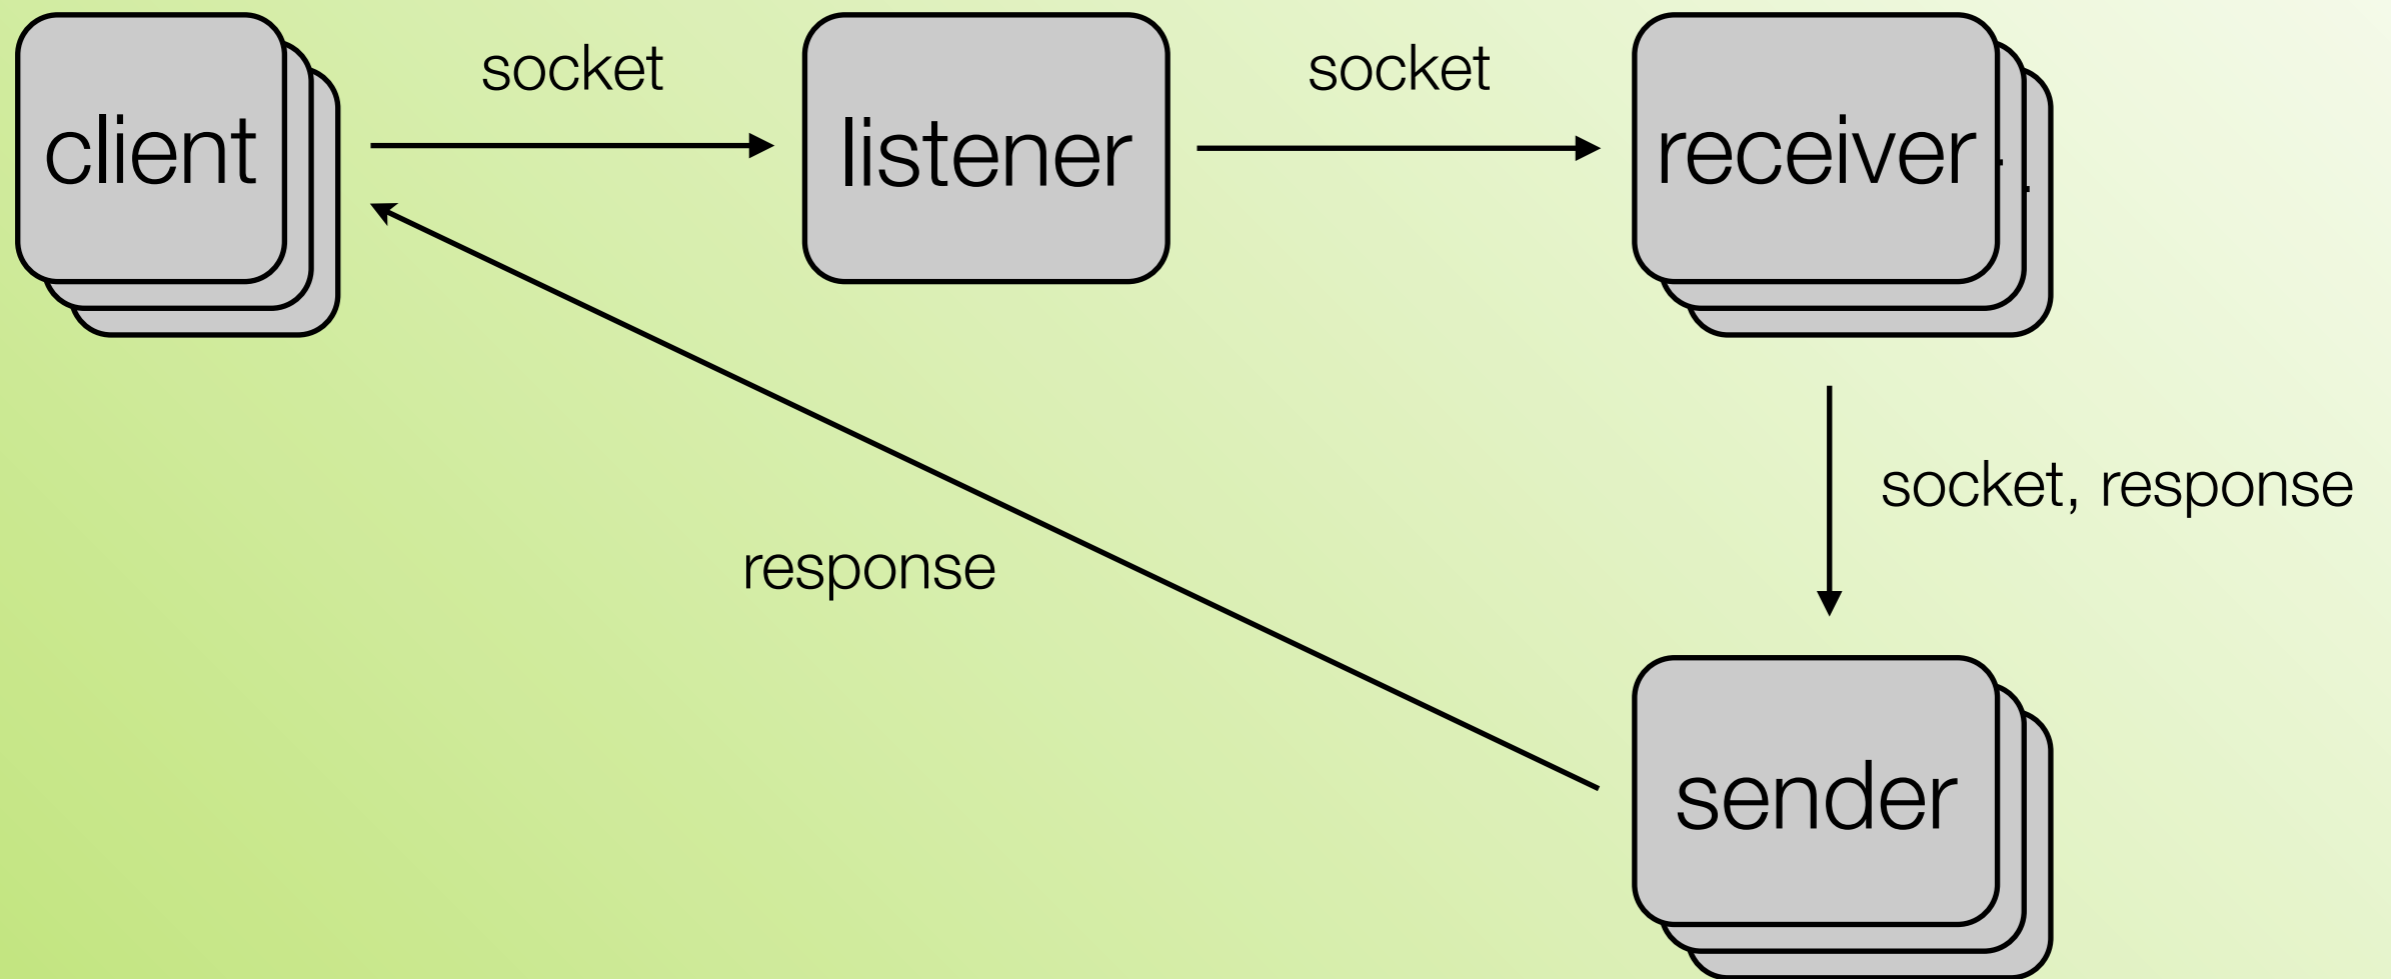 client
socket
listener
socket
receiver
socket, response
response
sender